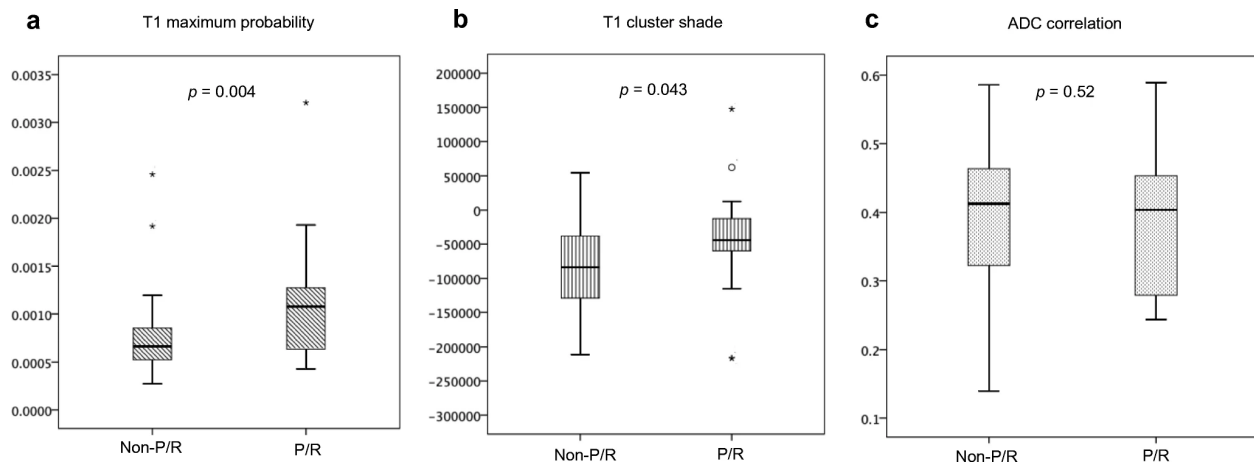 a T1 maximum probability
0.0035
0.0030
0.0025
0.0020
0.0015
0.0010
0.0005
0.0000
p = 0.004
Non-P/R P/R
b T1 cluster shade
200000
150000
100000
50000
0
-50000
-100000
-150000
-200000
-250000
-300000
p = 0.043
Non-P/R P/R
c ADC correlation
0.6
0.5
0.4
0.3
0.2
0.1
p = 0.52
Non-P/R P/R